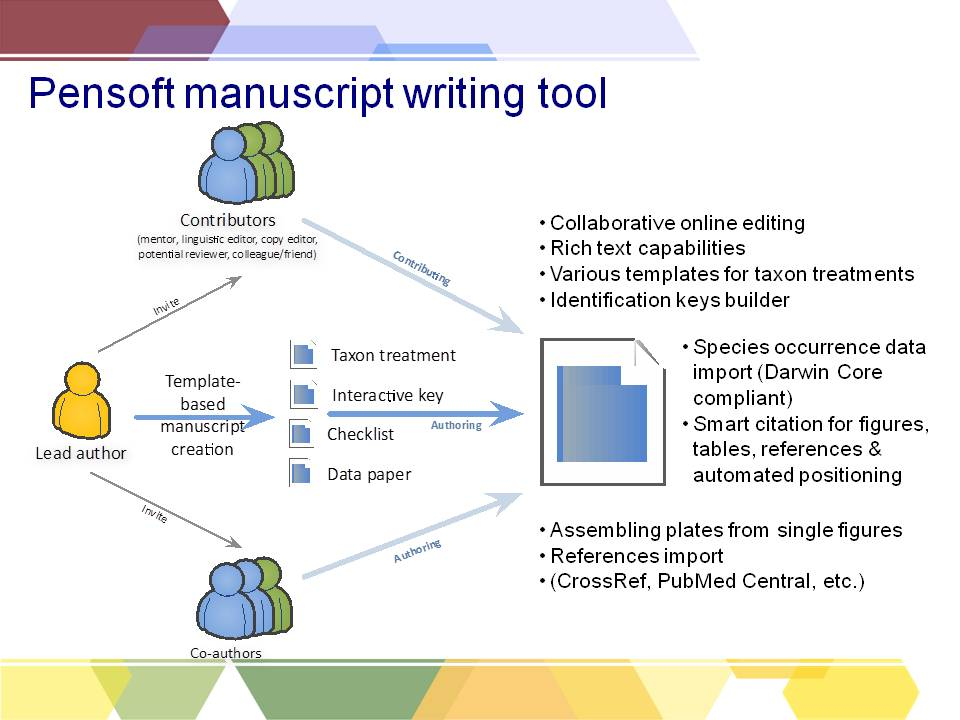 Pensoft manuscript writing tool
Contributors
(mentor, linguistic editor, copy editor,
potential reviewer, colleague/friend)
Contributing
Invite
Lead author
Template-
based
manuscript
creation
Taxon treatment
Interactive key
Checklist
Data paper
Authoring
Invite
Authoring
Co-authors
• Collaborative online editing
• Rich text capabilities
• Various templates for taxon treatments
• Identification keys builder
• Species occurrence data
import (Darwin Core
compliant)
• Smart citation for figures,
tables, references &
automated positioning
• Assembling plates from single figures
• References import
• (CrossRef, PubMed Central, etc.)